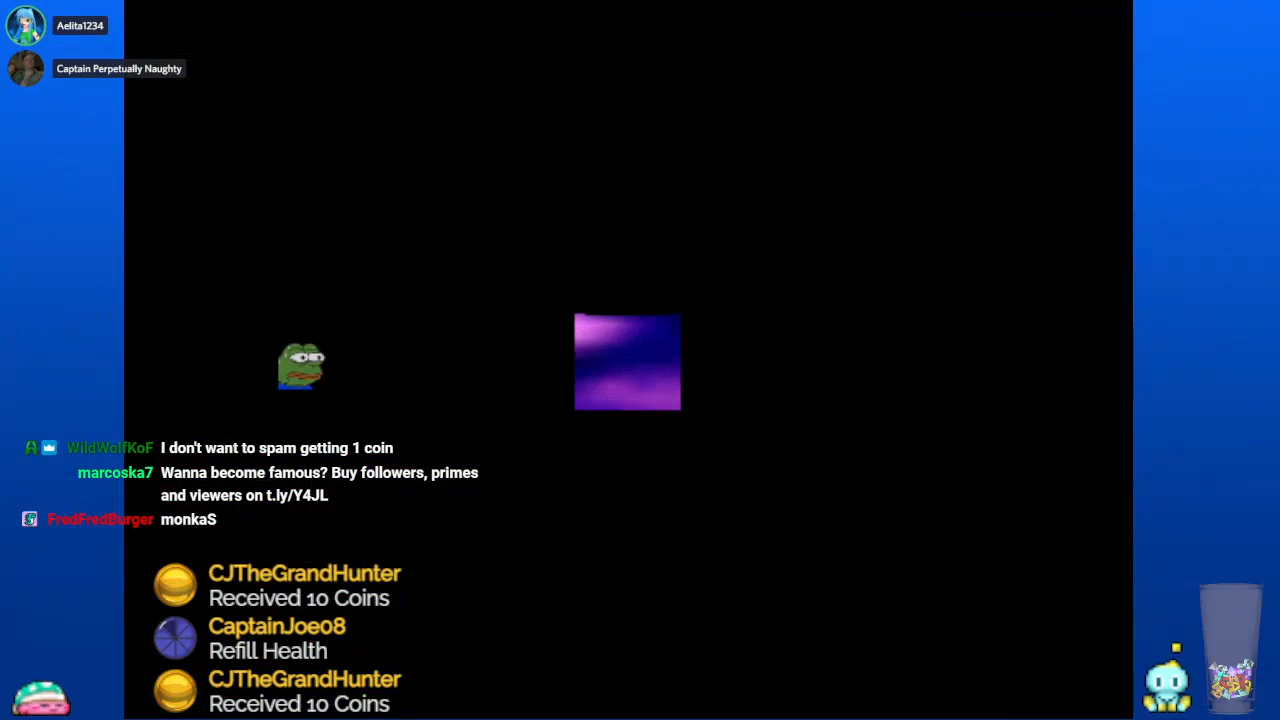 Aelita1234
Captain Perpetually Naughty
WildWolfKoF I don't want to spam getting 1 coin
marcoska7 Wanna become famous? Buy followers, primes
and viewers on t.ly/Y4JL
FredFredBurger monkaS
CJTheGrandHunter
Received 10 Coins
CaptainJoe08
Refill Health
CJTheGrandHunter
Received 10 Coins